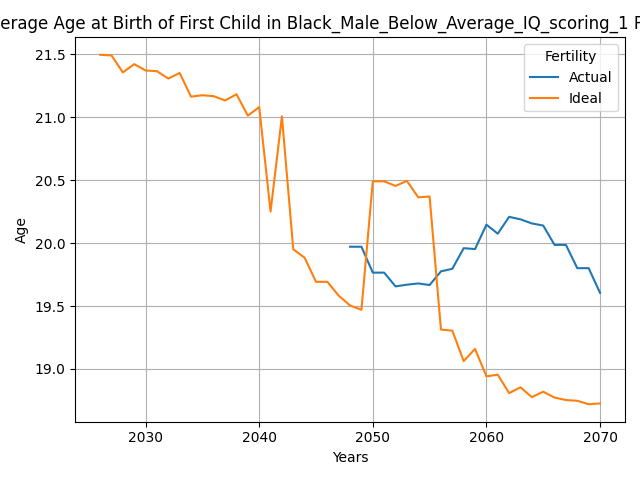 erage Age at Birth of First Child in Black_Male_Below_Average_IQ_scoring_1
Fertility
Actual
Ideal
21.5
21.0
20.5
20.0
19.5
19.0
Age
2030 2040 2050 2060 2070
Years